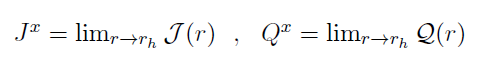 J^x = lim_{r→r_h} 𝒥(r) , Q^x = lim_{r→r_h} 𝒬(r)